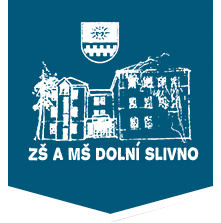 ZŠ A MŠ DOLNÍ SLIVNO